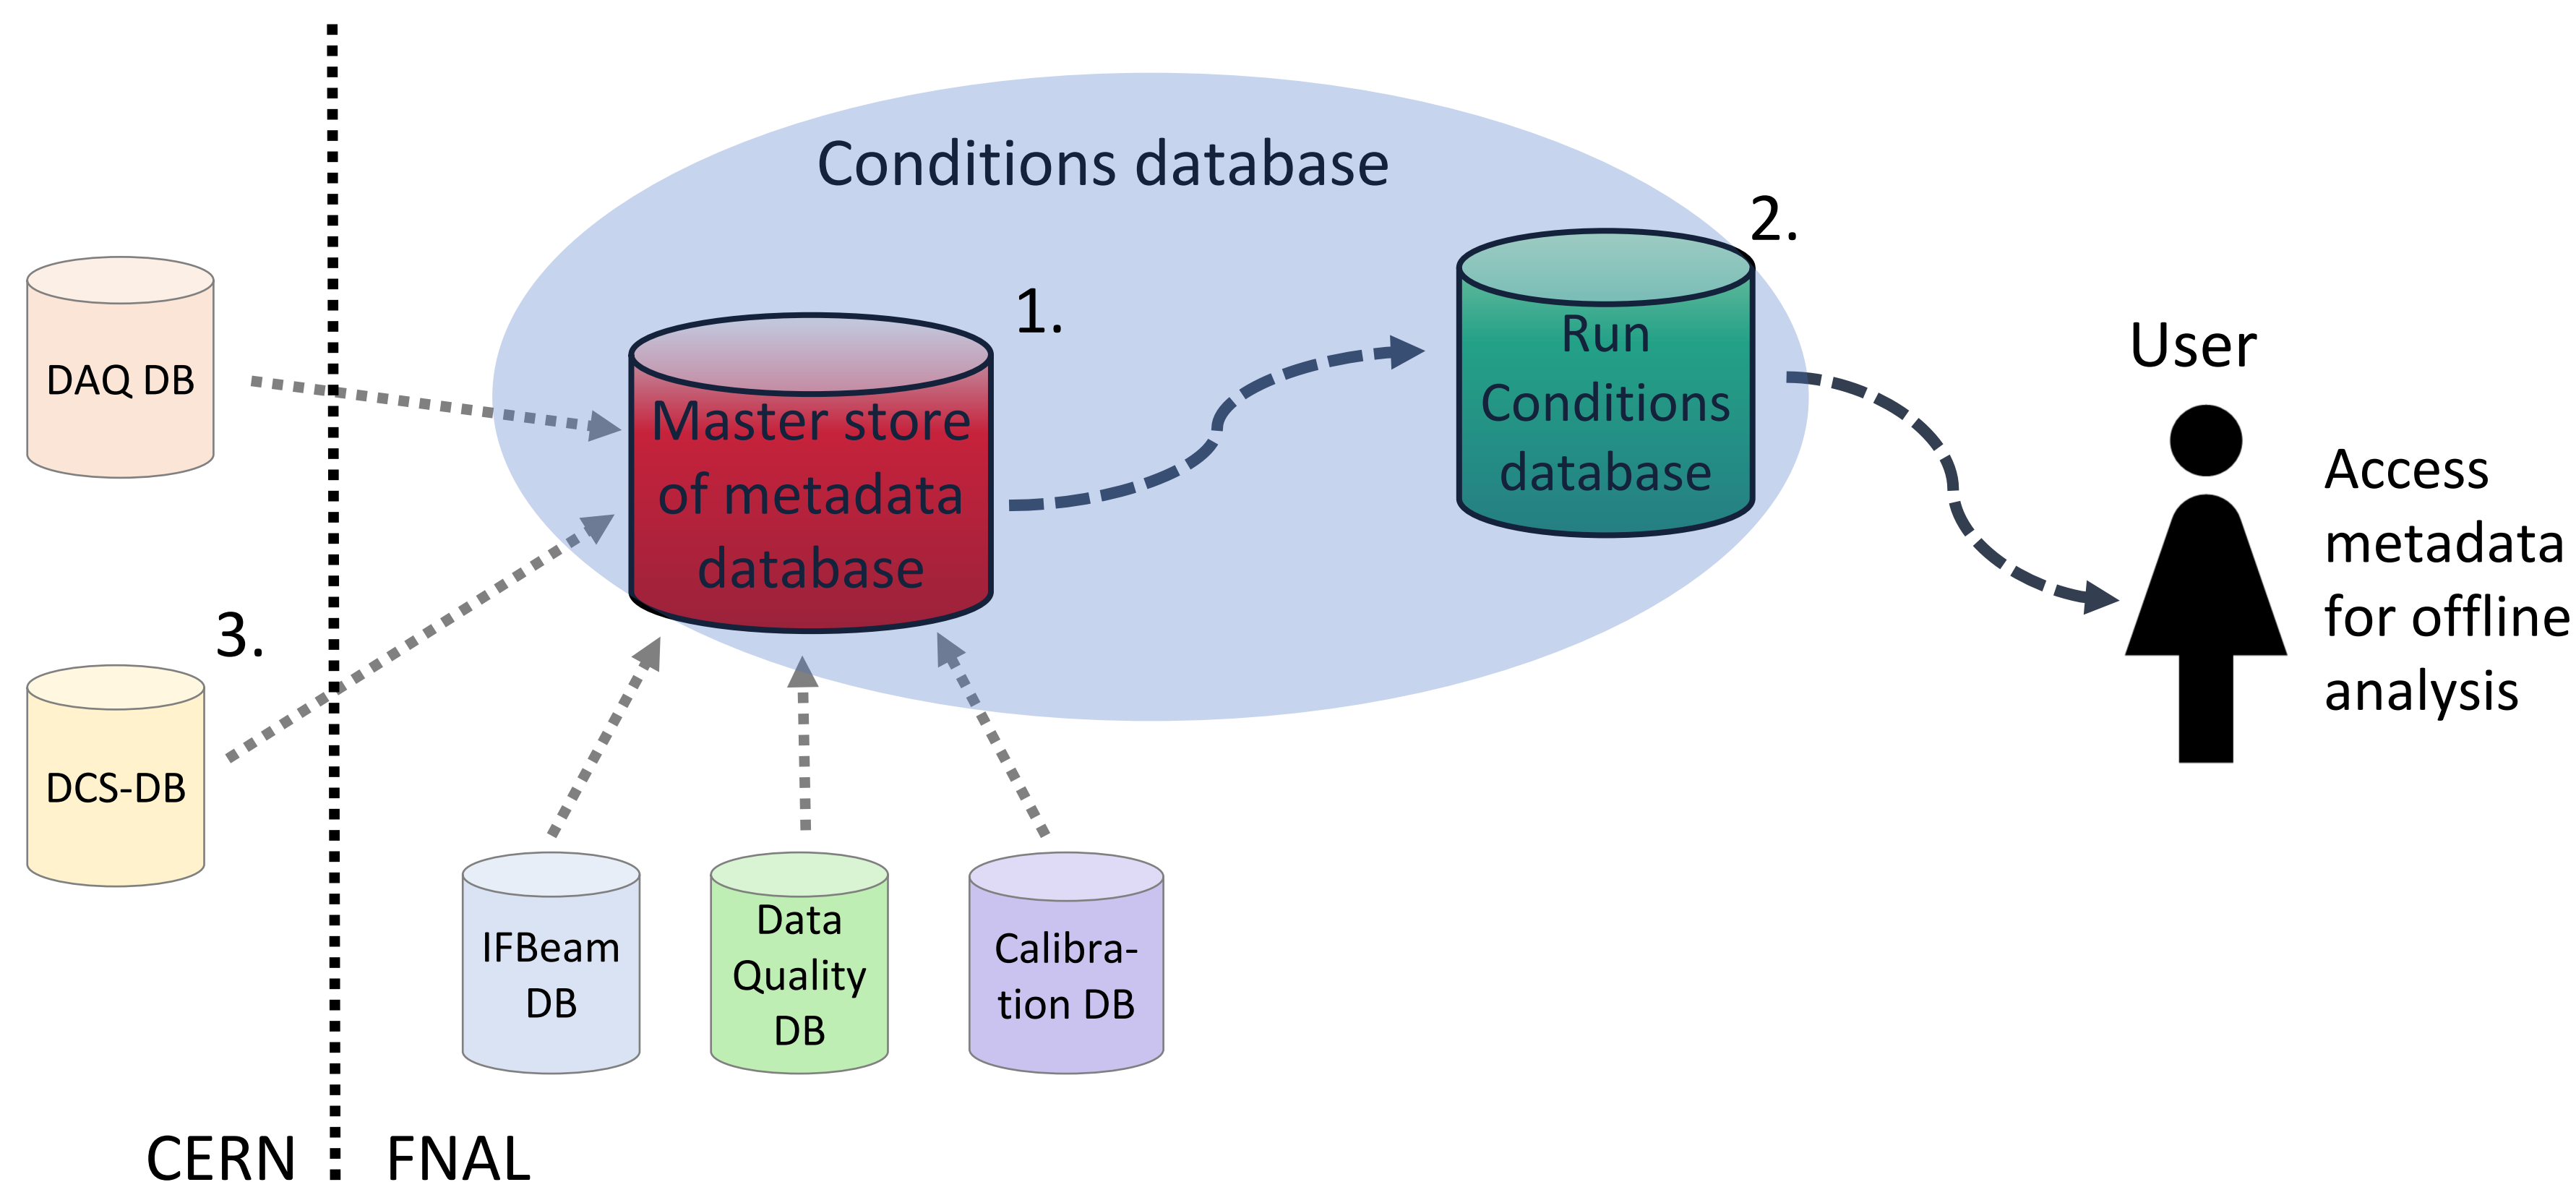 Conditions database
2.
1.
DAQ DB
Master store
of metadata
database
Run
Conditions
database
User
Access
metadata
for offline
analysis
3.
DCS-DB
IFBeam
DB
Data
Quality
DB
Calibra-
tion DB
CERN
FNAL